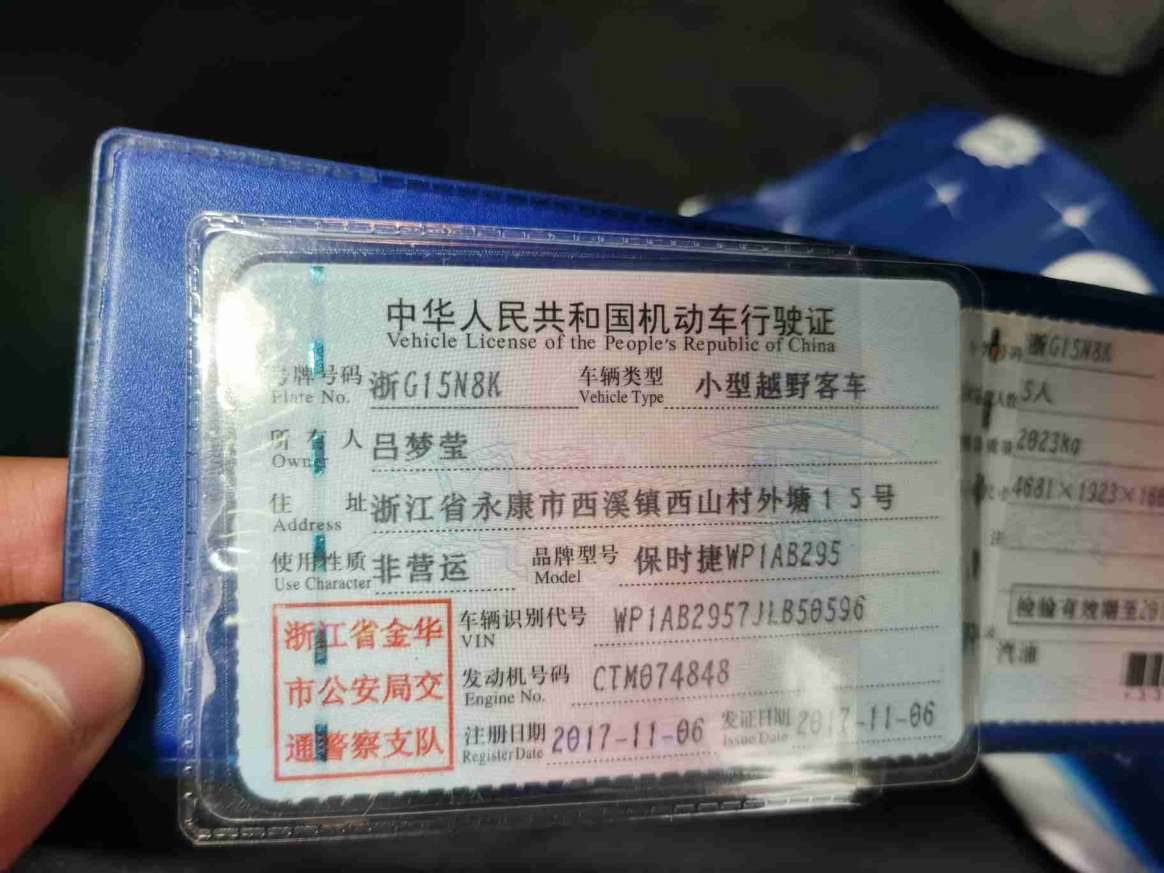 中华人民共和国机动车行驶证
Vehicle License of the People's Republic of China
号牌号码 浙G15N8K 车辆类型 小型越野客车
Plate No. Vehicle Type
所有人 吕梦莹
Owner
住址 浙江省永康市西溪镇西山村外塘15号
Address
使用性质 非营运 品牌型号 保时捷WP1AB295
Use Character Model
浙江省金华
市公安局交
通警察支队
车辆识别代号 WP1AB2957JLB50596
VIN
发动机号码 CTM074848
Engine No.
注册日期 2017-11-06 发证日期 2017-11-06
Register Date Issue Date
浙G15N8K
5人
2023kg
4681×1923×
检验有效期至20
汽油